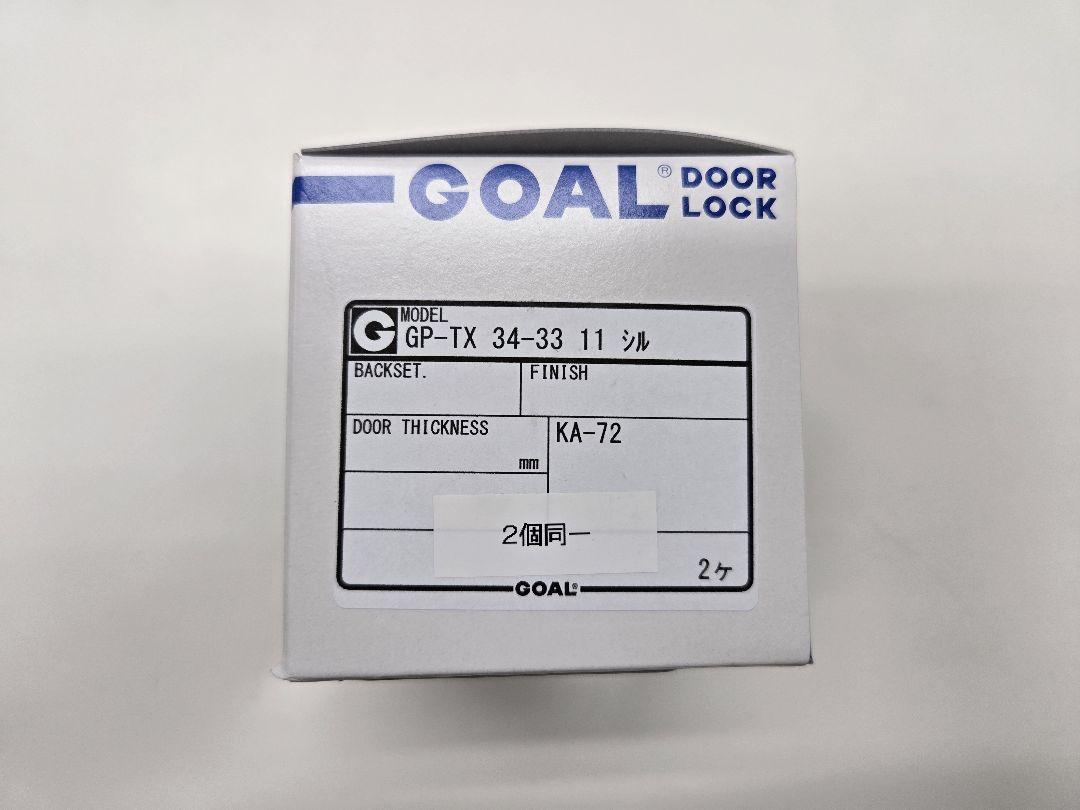 GOAL® DOOR LOCK
G MODEL
GP-TX 34-33 11 シル
BACKSET.
FINISH
DOOR THICKNESS
mm
KA-72
2個同一
2ケ
GOAL®